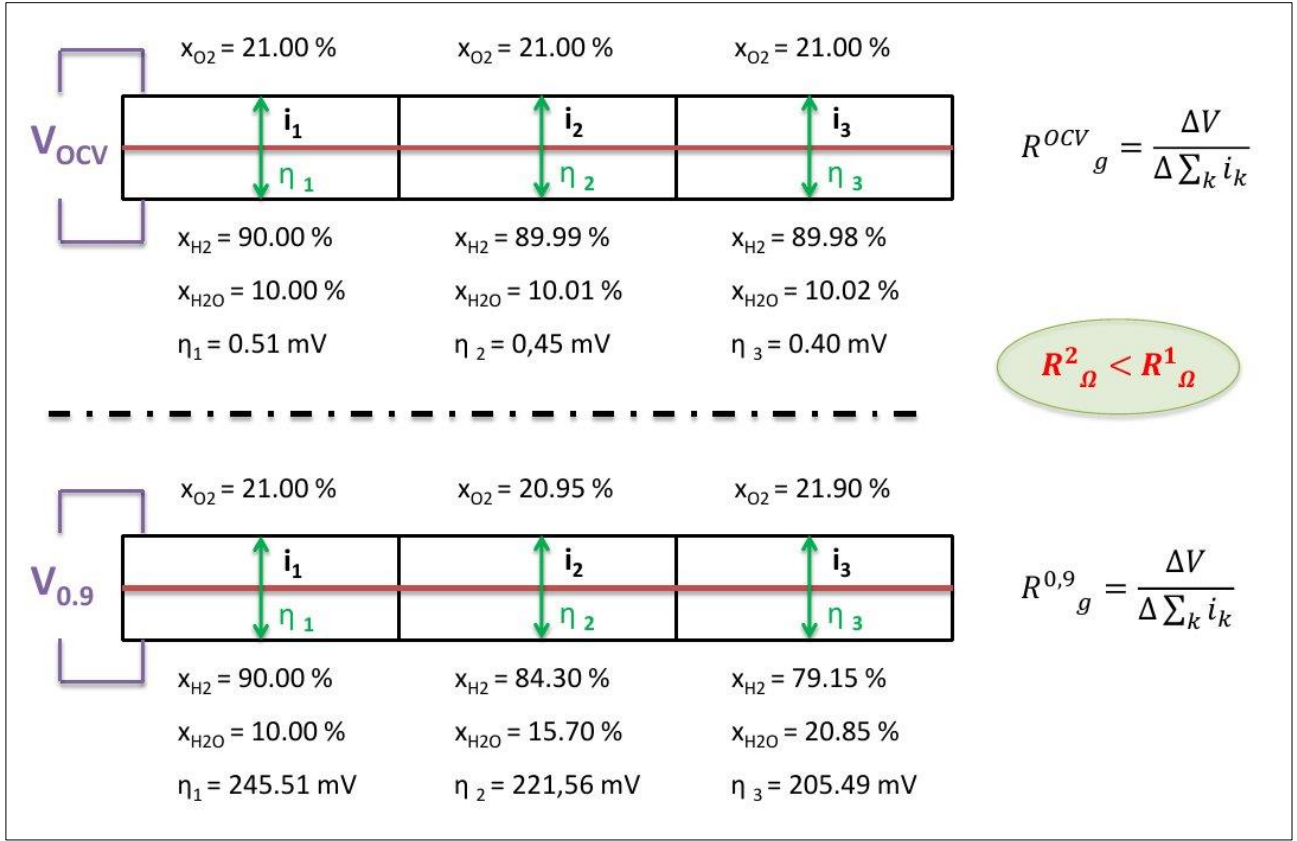 x_O2 = 21.00 % x_O2 = 21.00 % x_O2 = 21.00 %
V_OCV i_1 i_2 i_3
η_1 η_2 η_3
R^OCV_g = ΔV / Δ ∑_k i_k
x_H2 = 90.00 % x_H2 = 89.99 % x_H2 = 89.98 %
x_H2O = 10.00 % x_H2O = 10.01 % x_H2O = 10.02 %
η_1 = 0.51 mV η_2 = 0,45 mV η_3 = 0.40 mV
R^2_Ω < R^1_Ω
x_O2 = 21.00 % x_O2 = 20.95 % x_O2 = 21.90 %
V_0.9 i_1 i_2 i_3
η_1 η_2 η_3
R^0,9_g = ΔV / Δ ∑_k i_k
x_H2 = 90.00 % x_H2 = 84.30 % x_H2 = 79.15 %
x_H2O = 10.00 % x_H2O = 15.70 % x_H2O = 20.85 %
η_1 = 245.51 mV η_2 = 221,56 mV η_3 = 205.49 mV